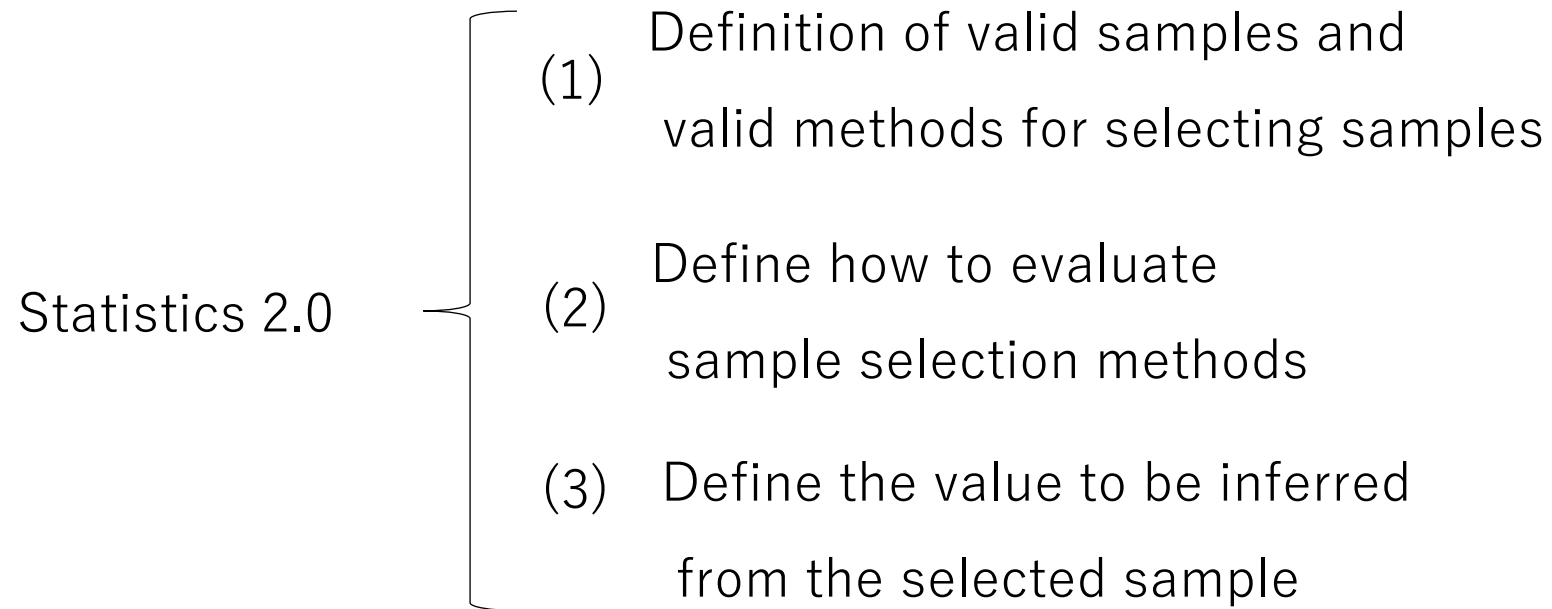 Statistics 2.0
(1) Definition of valid samples and
valid methods for selecting samples
(2) Define how to evaluate
sample selection methods
(3) Define the value to be inferred
from the selected sample